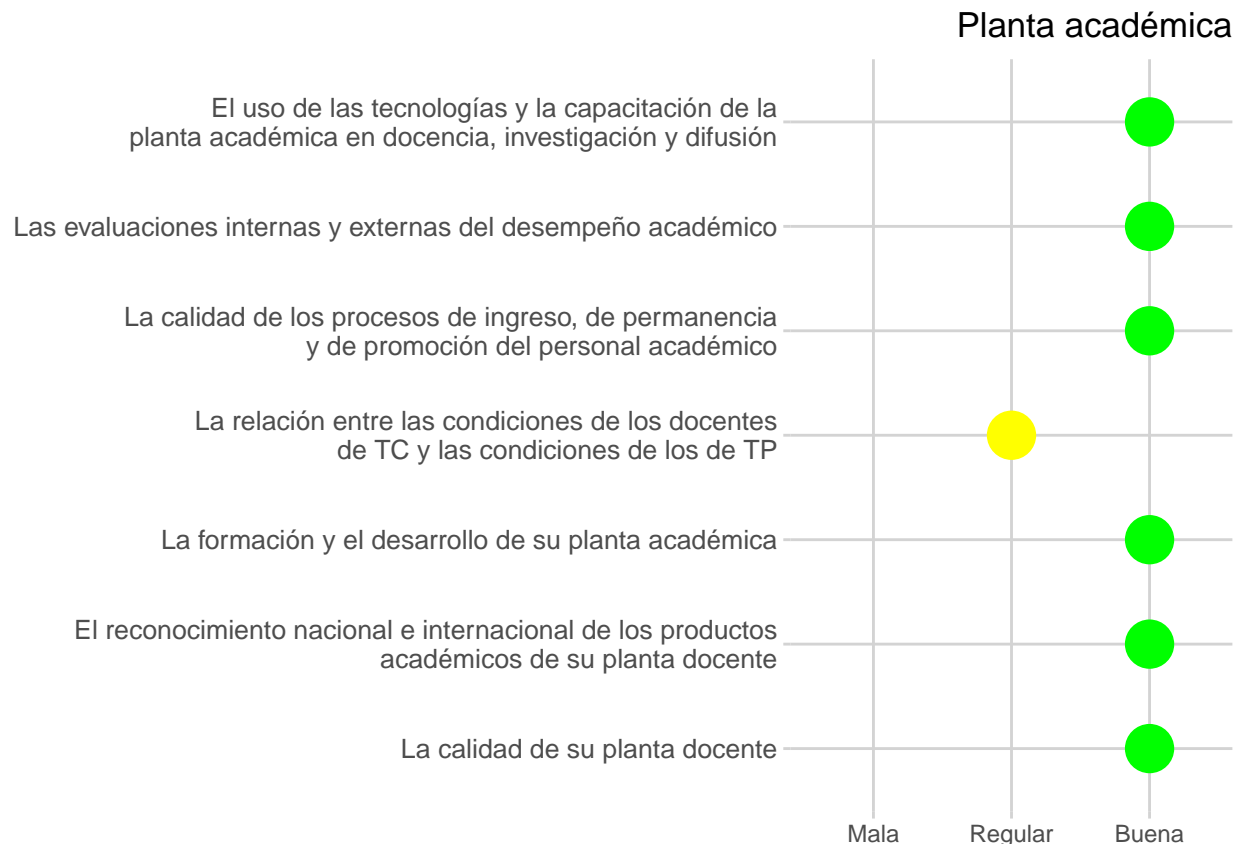 Planta académica
El uso de las tecnologías y la capacitación de la
planta académica en docencia, investigación y difusión
Las evaluaciones internas y externas del desempeño académico
La calidad de los procesos de ingreso, de permanencia
y de promoción del personal académico
La relación entre las condiciones de los docentes
de TC y las condiciones de los de TP
La formación y el desarrollo de su planta académica
El reconocimiento nacional e internacional de los productos
académicos de su planta docente
La calidad de su planta docente
Mala Regular Buena